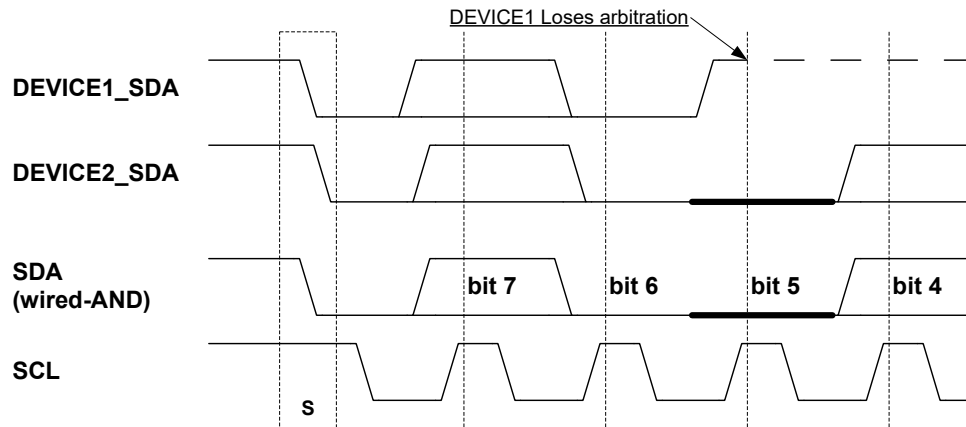 DEVICE1 Loses arbitration
DEVICE1_SDA
DEVICE2_SDA
SDA
(wired-AND)
bit 7 bit 6 bit 5 bit 4
SCL
S